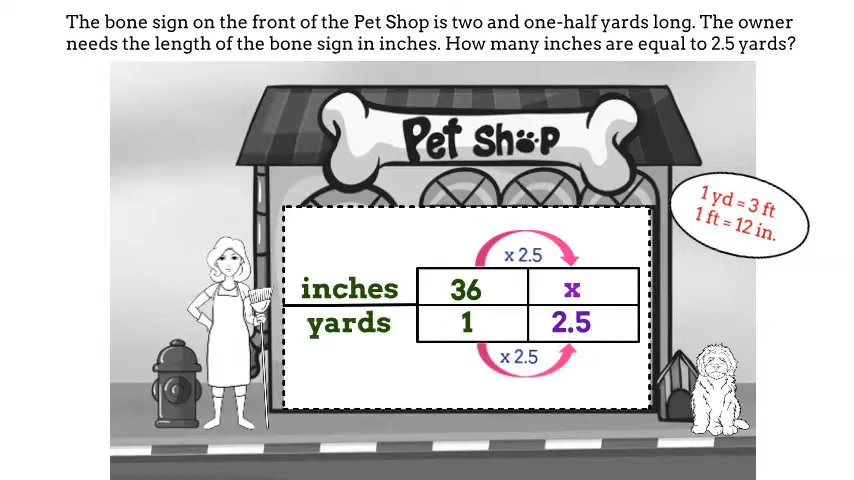 The bone sign on the front of the Pet Shop is two and one-half yards long. The owner
needs the length of the bone sign in inches. How many inches are equal to 2.5 yards?
Pet Shop
1 yd = 3 ft
1 ft = 12 in.
x 2.5
inches 36 x
yards 1 2.5
x 2.5